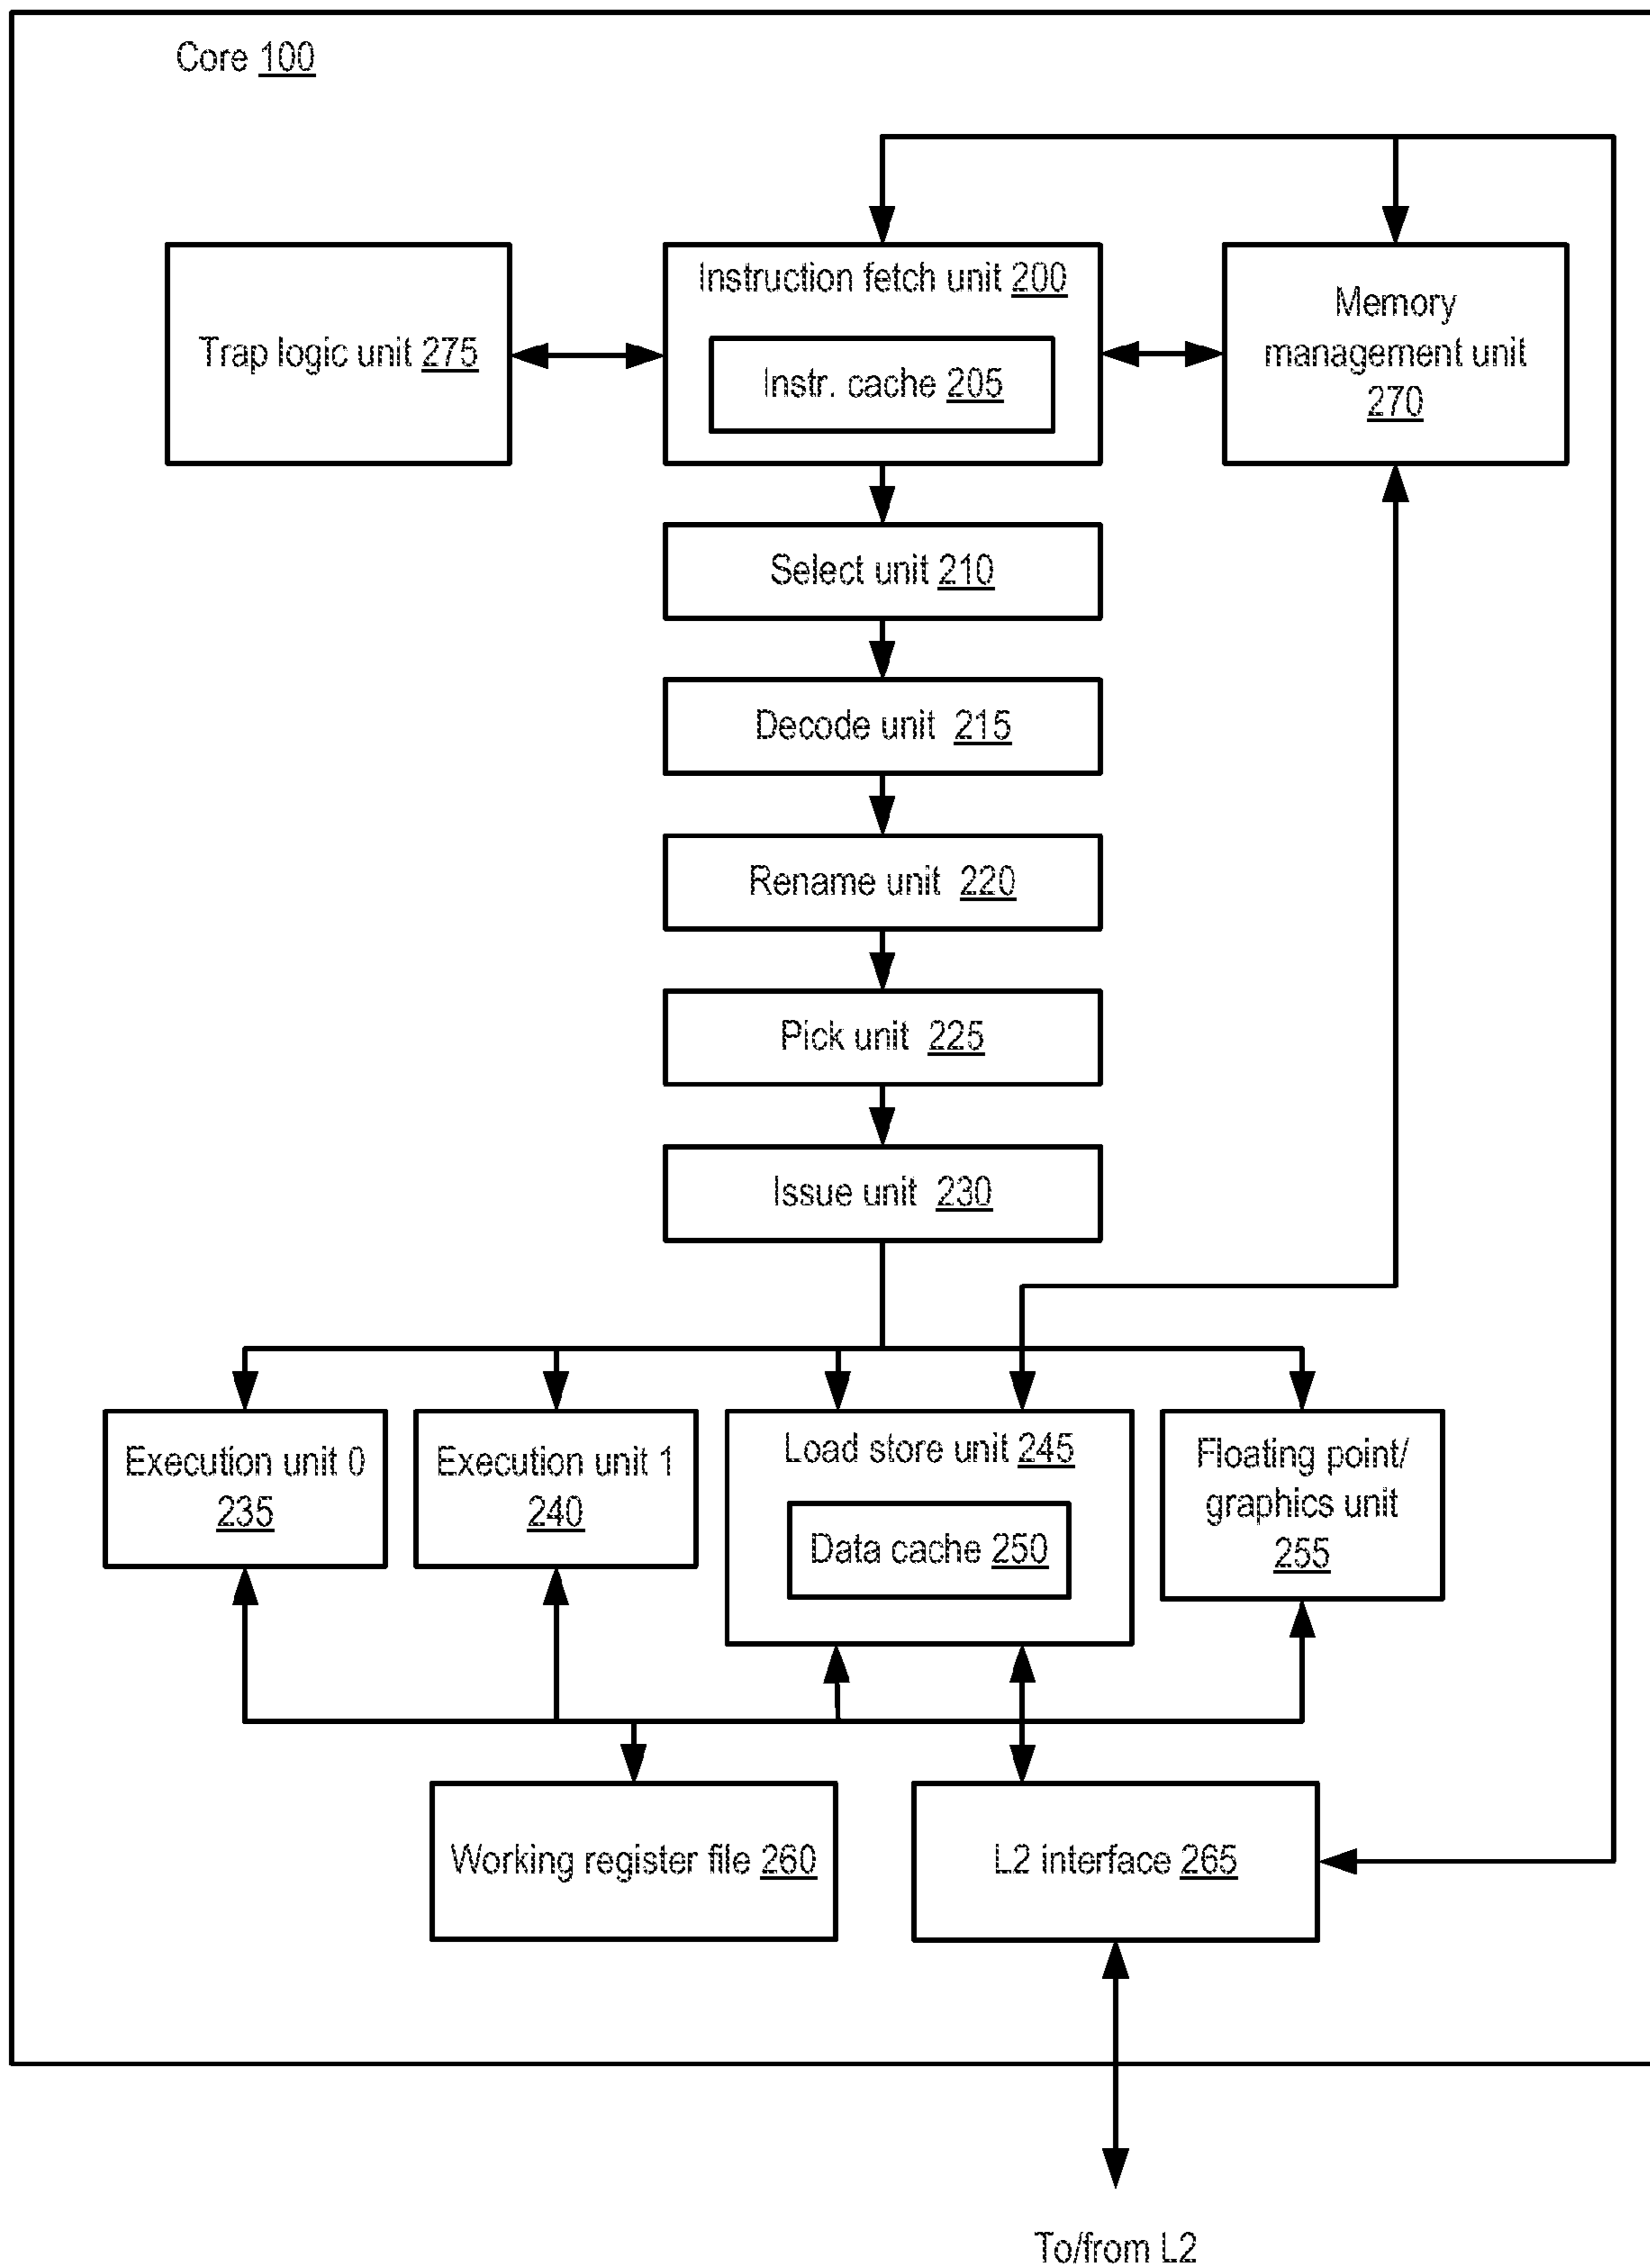 Core 100
Instruction fetch unit 200
Instr. cache 205
Trap logic unit 275
Memory
management unit
270
Select unit 210
Decode unit 215
Rename unit 220
Pick unit 225
Issue unit 230
Execution unit 0
235
Execution unit 1
240
Load store unit 245
Data cache 250
Floating point/
graphics unit
255
Working register file 260
L2 interface 265
To/from L2